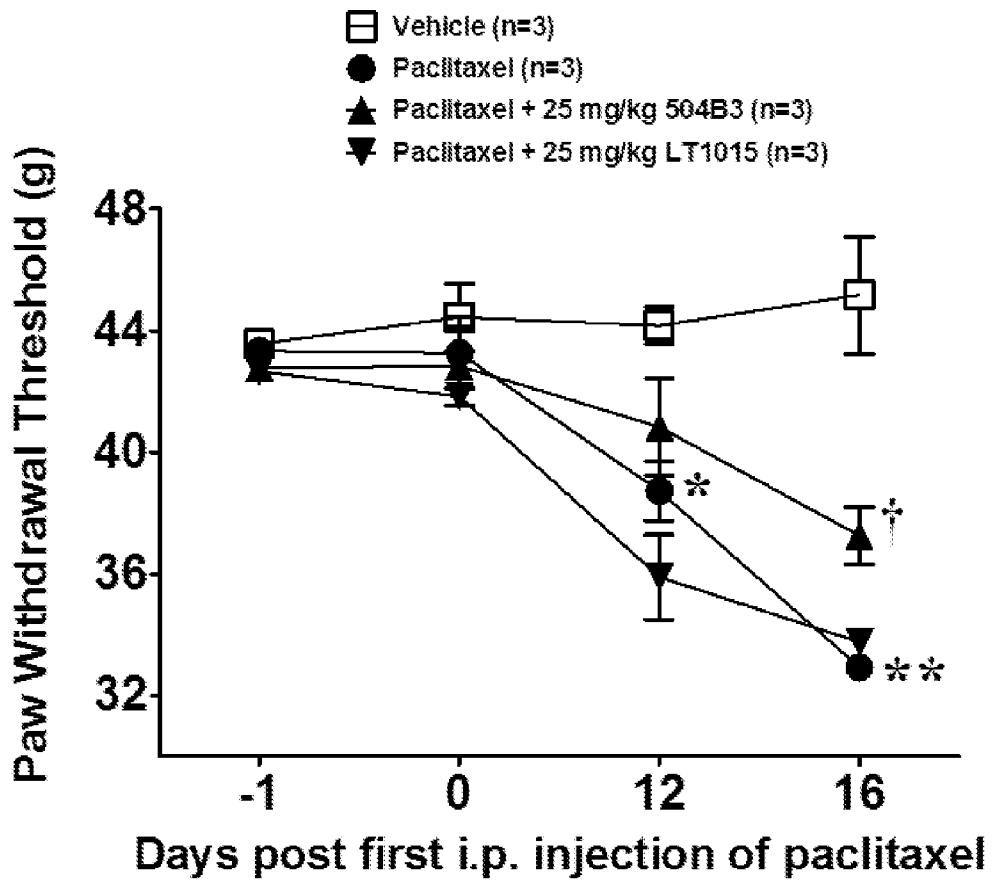 Vehicle (n=3)
Paclitaxel (n=3)
Paclitaxel + 25 mg/kg 504B3 (n=3)
Paclitaxel + 25 mg/kg LT1015 (n=3)
Paw Withdrawal Threshold (g)
48
44
40
36
32
*
†
**
-1 0 12 16
Days post first i.p. injection of paclitaxel